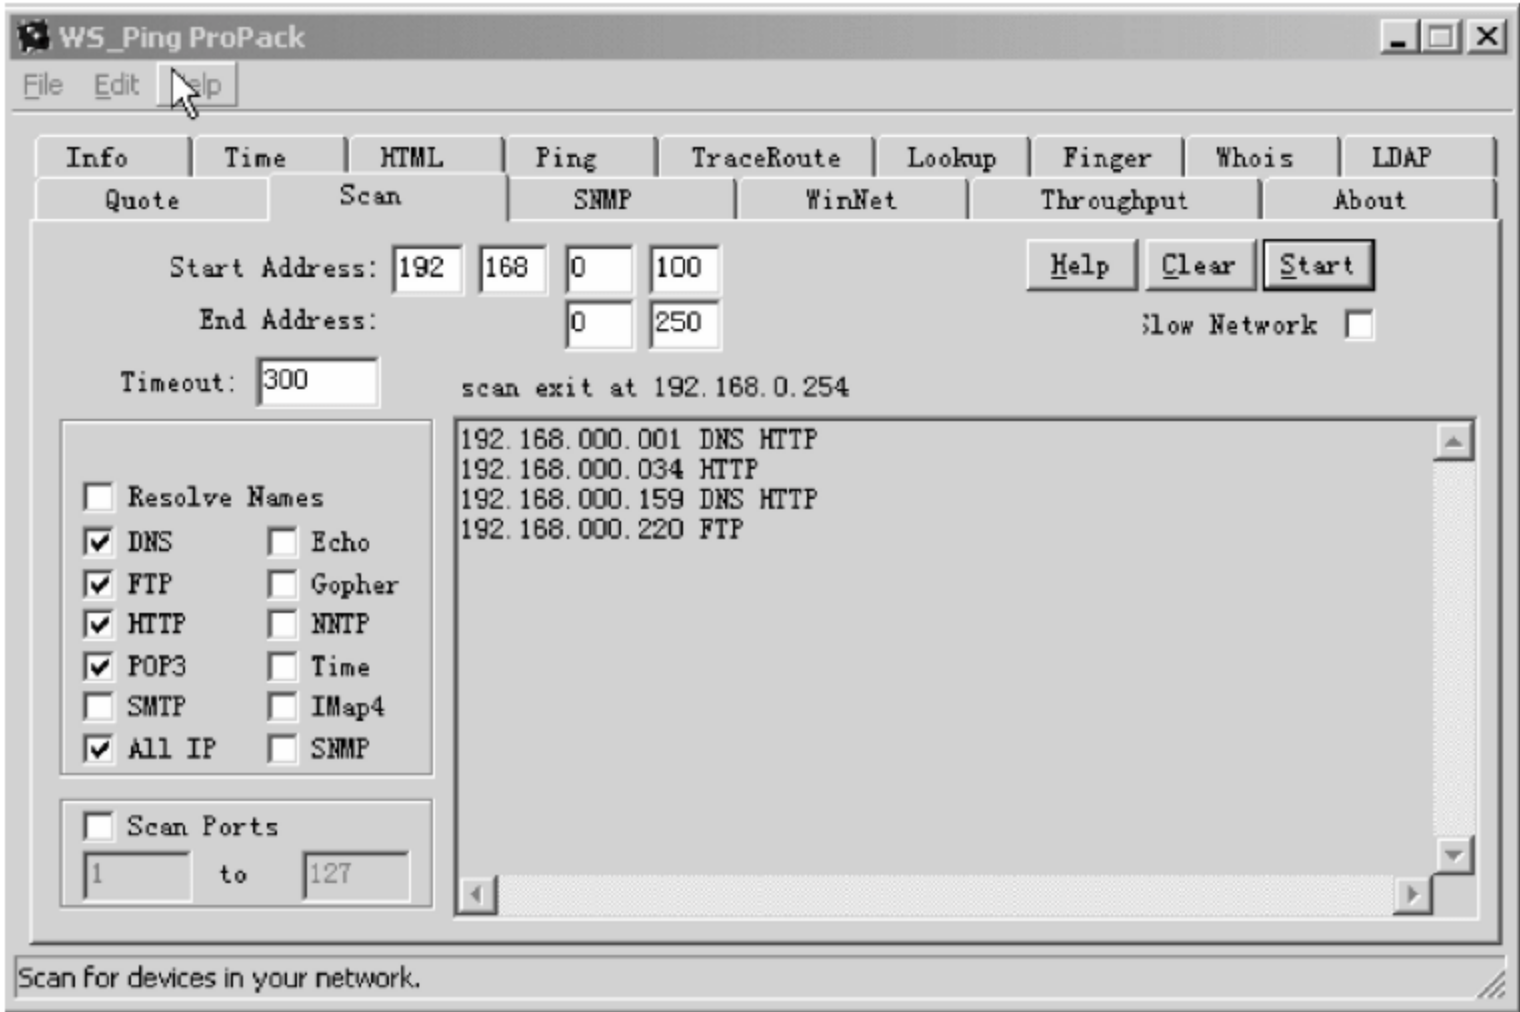 WS_Ping ProPack
File Edit Help
Info Time HTML Ping TraceRoute Lookup Finger Whois LDAP
Quote Scan SNMP WinNet Throughput About
Start Address: 192 168 0 100 Help Clear Start
End Address: 0 250 Slow Network
Timeout: 300 scan exit at 192.168.0.254
192.168.000.001 DNS HTTP
192.168.000.034 HTTP
192.168.000.159 DNS HTTP
192.168.000.220 FTP
Resolve Names
DNS Echo
FTP Gopher
HTTP NNTP
POP3 Time
SMTP IMap4
All IP SNMP
Scan Ports
1 to 127
Scan for devices in your network.